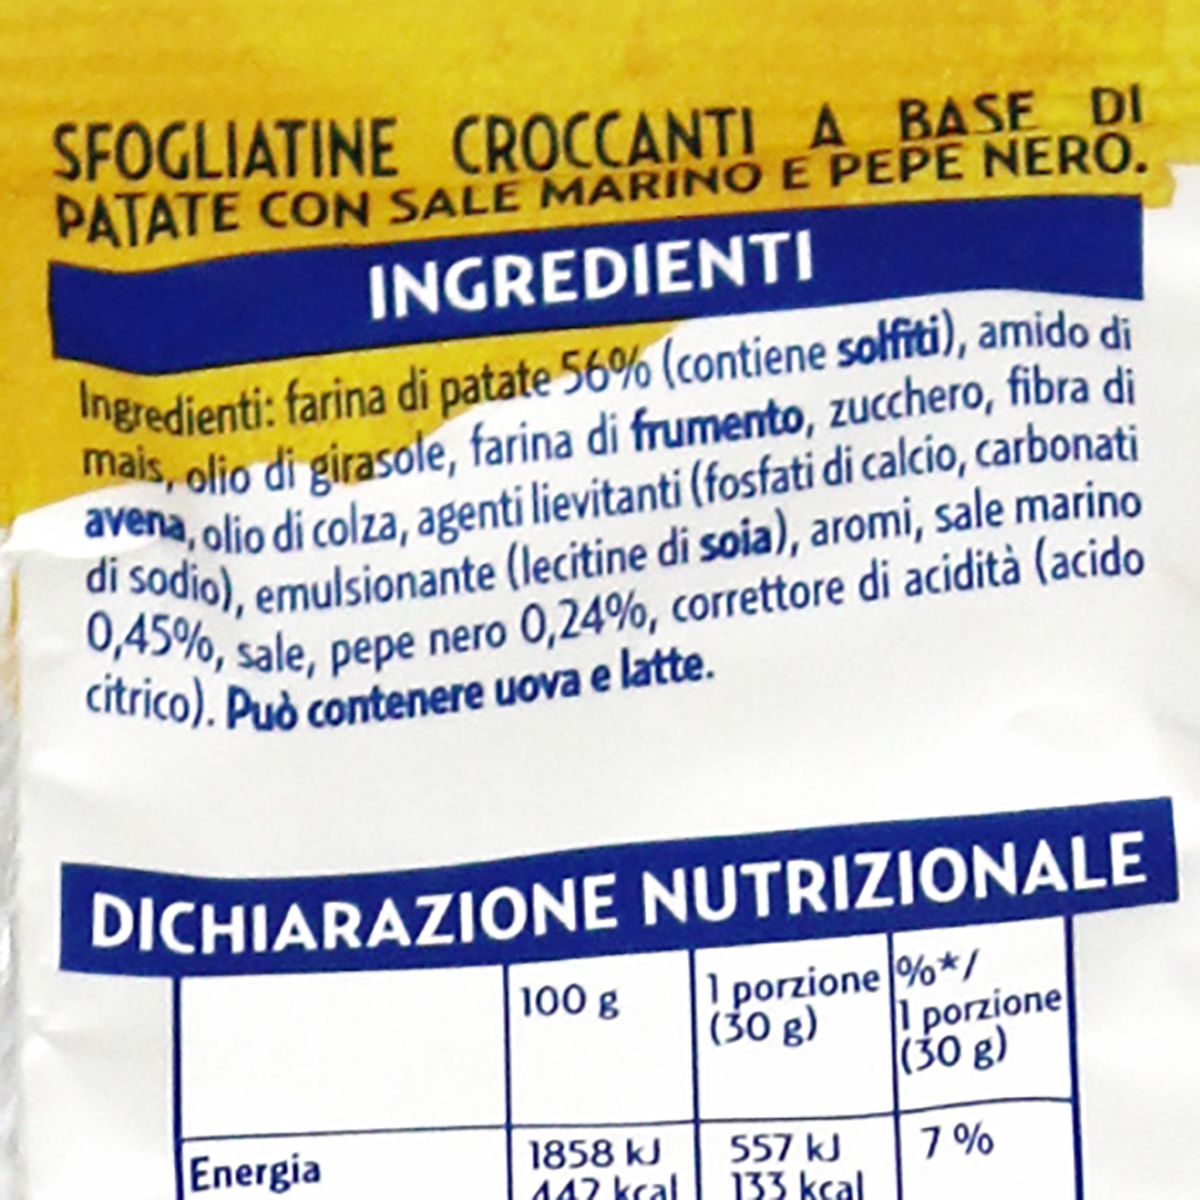 SFOGLIATINE CROCCANTI A BASE DI
PATATE CON SALE MARINO E PEPE NERO.
INGREDIENTI
Ingredienti: farina di patate 56% (contiene solfiti), amido di
mais, olio di girasole, farina di frumento, zucchero, fibra di
avena, olio di colza, agenti lievitanti (fosfati di calcio, carbonati
di sodio), emulsionante (lecitine di soia), aromi, sale marino
0,45%, sale, pepe nero 0,24%, correttore di acidità (acido
citrico). Può contenere uova e latte.
DICHIARAZIONE NUTRIZIONALE
100 g 1 porzione %*/
(30 g) 1 porzione
(30 g)
Energia 1858 kJ 557 kJ 7 %
442 kcal 133 kcal